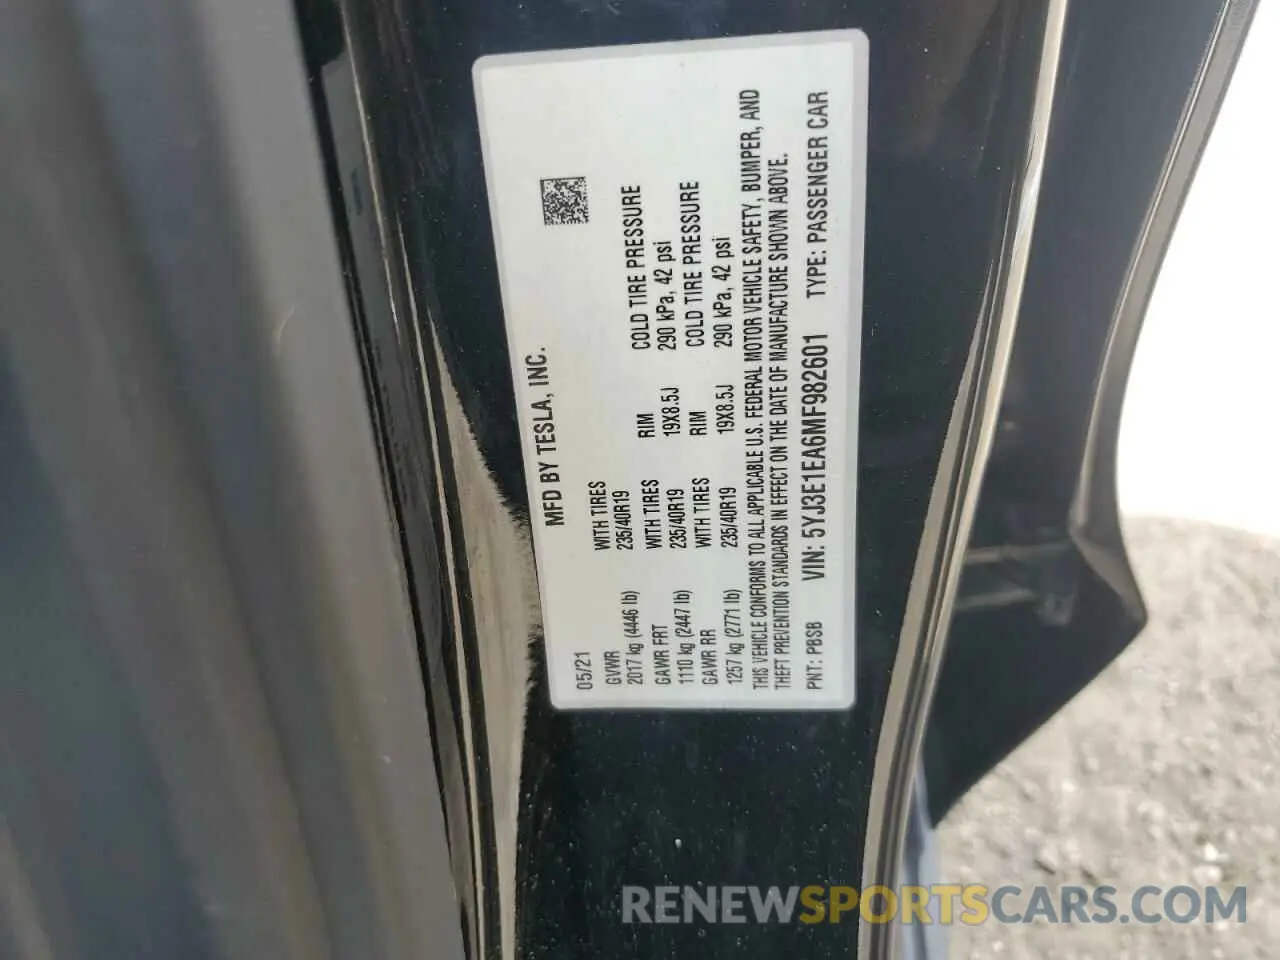 MFD BY TESLA, INC.
05/21
GVWR WITH TIRES RIM COLD TIRE PRESSURE
2017 kg (4446 lb) 235/40R19 19X8.5J 290 kPa, 42 psi
GAWR FRT WITH TIRES RIM COLD TIRE PRESSURE
1110 kg (2447 lb) 235/40R19 19X8.5J 290 kPa, 42 psi
GAWR RR WITH TIRES
1257 kg (2771 lb) 235/40R19
THIS VEHICLE CONFORMS TO ALL APPLICABLE U.S. FEDERAL MOTOR VEHICLE SAFETY, BUMPER, AND
THEFT PREVENTION STANDARDS IN EFFECT ON THE DATE OF MANUFACTURE SHOWN ABOVE.
PNT: PBSB VIN: 5YJ3E1EA6MF982601 TYPE: PASSENGER CAR
RENEWSPORTSCARS.COM